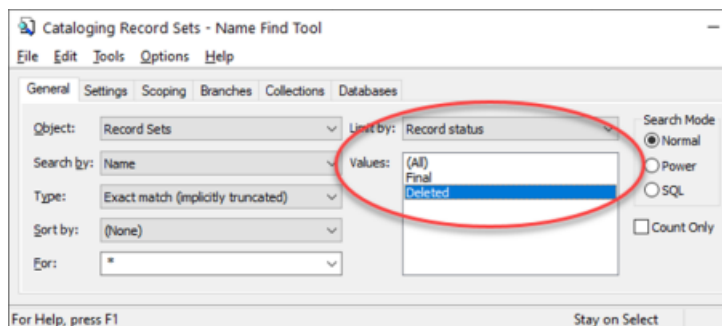 Cataloging Record Sets - Name Find Tool
File Edit Tools Options Help
General Settings Scoping Branches Collections Databases
Object: Record Sets
Search by: Name
Type: Exact match (implicitly truncated)
Sort by: (None)
For: *
Limit by: Record status
Values: (All)
Final
Deleted
Search Mode
Normal
Power
SQL
Count Only
For Help, press F1 Stay on Select